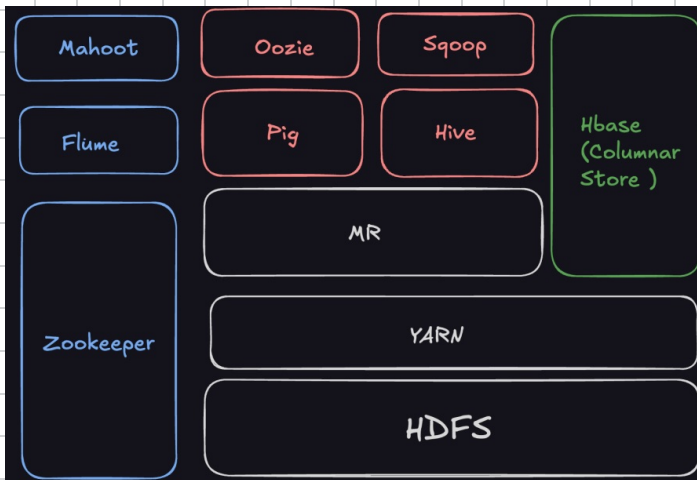 Mahoot
Oozie
Sqoop
Flume
Pig
Hive
Hbase
(Columnar
Store )
MR
Zookeeper
YARN
HDFS